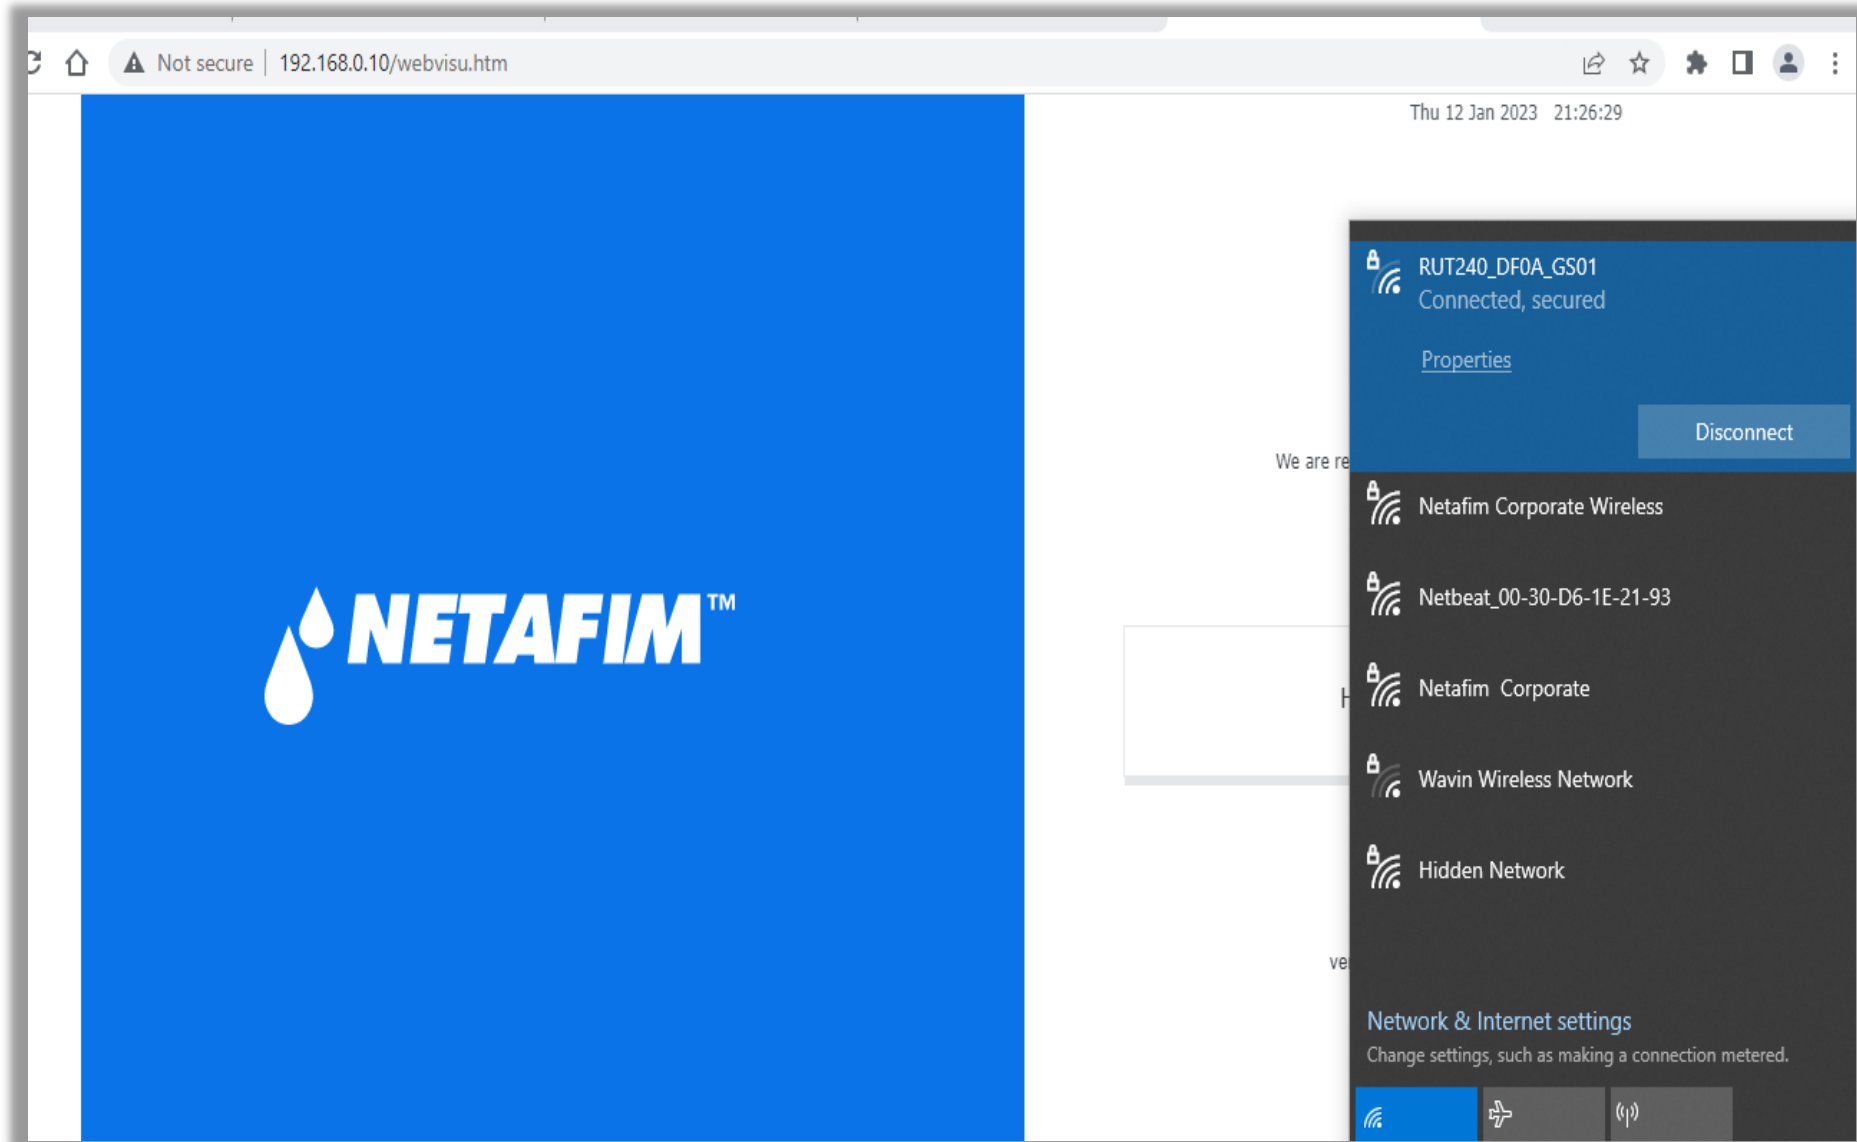 Not secure | 192.168.0.10/webvisu.htm
Thu 12 Jan 2023 21:26:29
NETAFIM™
We are re
H
ver
RUT240_DF0A_GS01
Connected, secured
Properties
Disconnect
Netafim Corporate Wireless
Netbeat_00-30-D6-1E-21-93
Netafim Corporate
Wavin Wireless Network
Hidden Network
Network & Internet settings
Change settings, such as making a connection metered.